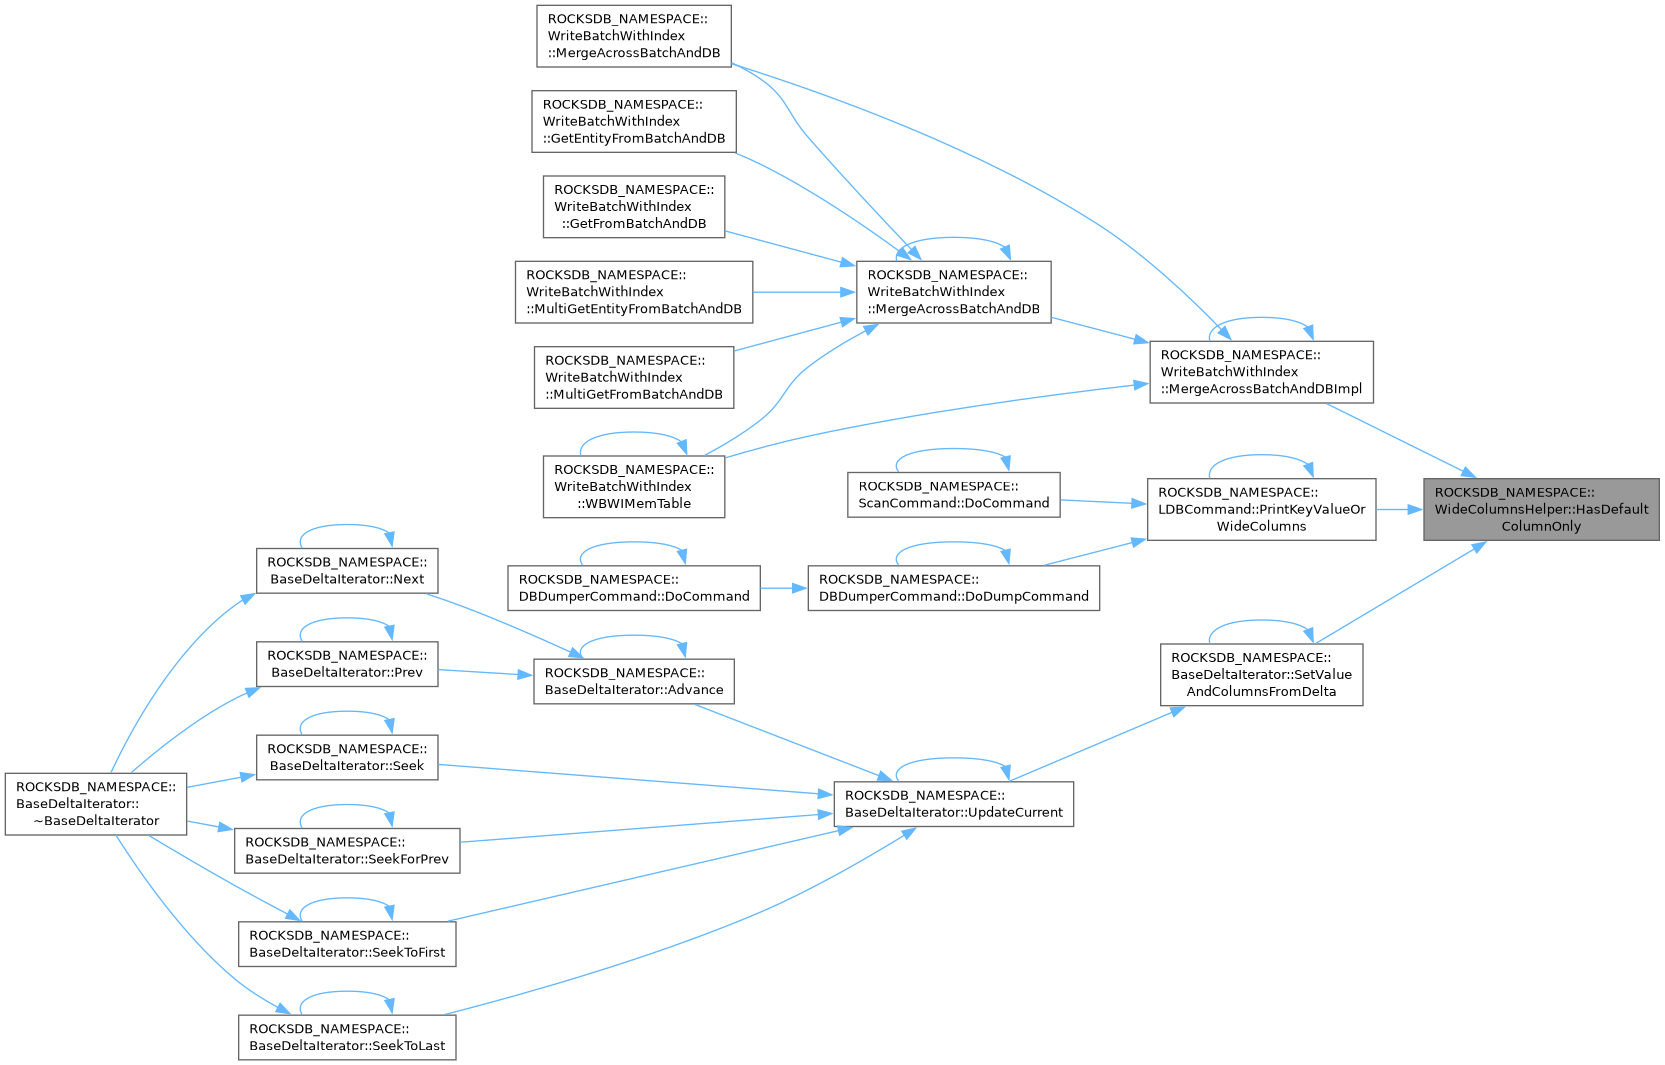 ROCKSDB_NAMESPACE::
WriteBatchWithIndex
::MergeAcrossBatchAndDB
ROCKSDB_NAMESPACE::
WriteBatchWithIndex
::GetEntityFromBatchAndDB
ROCKSDB_NAMESPACE::
WriteBatchWithIndex
::GetFromBatchAndDB
ROCKSDB_NAMESPACE::
WriteBatchWithIndex
::MultiGetEntityFromBatchAndDB
ROCKSDB_NAMESPACE::
WriteBatchWithIndex
::MergeAcrossBatchAndDB
ROCKSDB_NAMESPACE::
WriteBatchWithIndex
::MultiGetFromBatchAndDB
ROCKSDB_NAMESPACE::
WriteBatchWithIndex
::MergeAcrossBatchAndDBImpl
ROCKSDB_NAMESPACE::
WriteBatchWithIndex
::WBWIMemTable
ROCKSDB_NAMESPACE::
ScanCommand::DoCommand
ROCKSDB_NAMESPACE::
LDBCommand::PrintKeyValueOr
WideColumns
ROCKSDB_NAMESPACE::
WideColumnsHelper::HasDefault
ColumnOnly
ROCKSDB_NAMESPACE::
BaseDeltaIterator::Next
ROCKSDB_NAMESPACE::
DBDumperCommand::DoCommand
ROCKSDB_NAMESPACE::
DBDumperCommand::DoDumpCommand
ROCKSDB_NAMESPACE::
BaseDeltaIterator::Prev
ROCKSDB_NAMESPACE::
BaseDeltaIterator::Advance
ROCKSDB_NAMESPACE::
BaseDeltaIterator::SetValue
AndColumnsFromDelta
ROCKSDB_NAMESPACE::
BaseDeltaIterator::Seek
ROCKSDB_NAMESPACE::
BaseDeltaIterator::
~BaseDeltaIterator
ROCKSDB_NAMESPACE::
BaseDeltaIterator::UpdateCurrent
ROCKSDB_NAMESPACE::
BaseDeltaIterator::SeekForPrev
ROCKSDB_NAMESPACE::
BaseDeltaIterator::SeekToFirst
ROCKSDB_NAMESPACE::
BaseDeltaIterator::SeekToLast